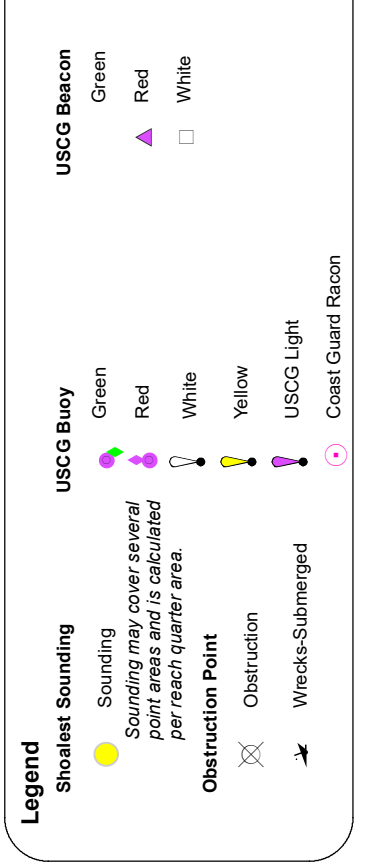 Legend
Shoalest Sounding
Sounding
Sounding may cover several
point areas and is calculated
per reach quarter area.
Obstruction Point
Obstruction
Wrecks-Submerged
USCG Buoy
Green
Red
White
Yellow
USCG Light
Coast Guard Racon
USCG Beacon
Green
Red
White